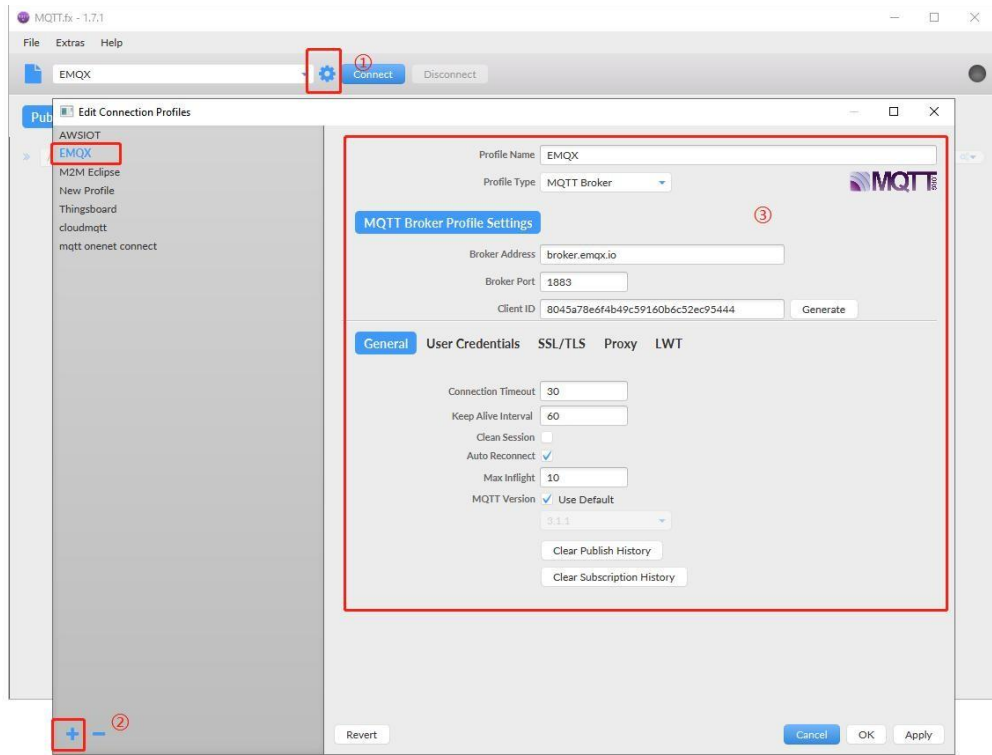 MQTT.fx - 1.7.1
File Extras Help
①
EMQX Connect Disconnect
Edit Connection Profiles
AWSIOT
EMQX
M2M Eclipse
New Profile
Thingsboard
cloudmqtt
mqtt onenet connect
Profile Name EMQX
Profile Type MQTT Broker
MQTT
③
MQTT Broker Profile Settings
Broker Address broker.emqx.io
Broker Port 1883
Client ID 8045a78e6f4b49c59160b6c52ec95444 Generate
General User Credentials SSL/TLS Proxy LWT
Connection Timeout 30
Keep Alive Interval 60
Clean Session
Auto Reconnect
Max Inflight 10
MQTT Version Use Default
3.1.1
Clear Publish History
Clear Subscription History
②
Revert Cancel OK Apply